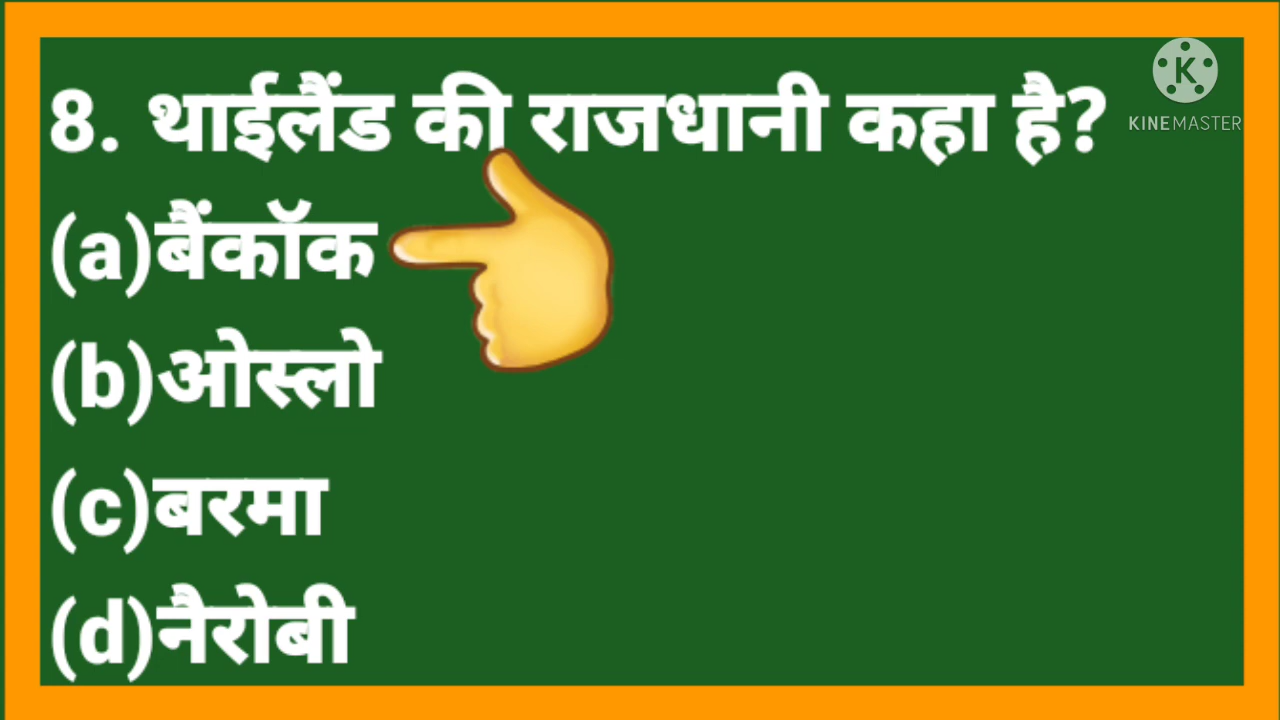 8. थाईलैंड की राजधानी कहा है?
K
KINEMASTER
(a)बैंकॉक
(b)ओस्लो
(c)बरमा
(d)नैरोबी